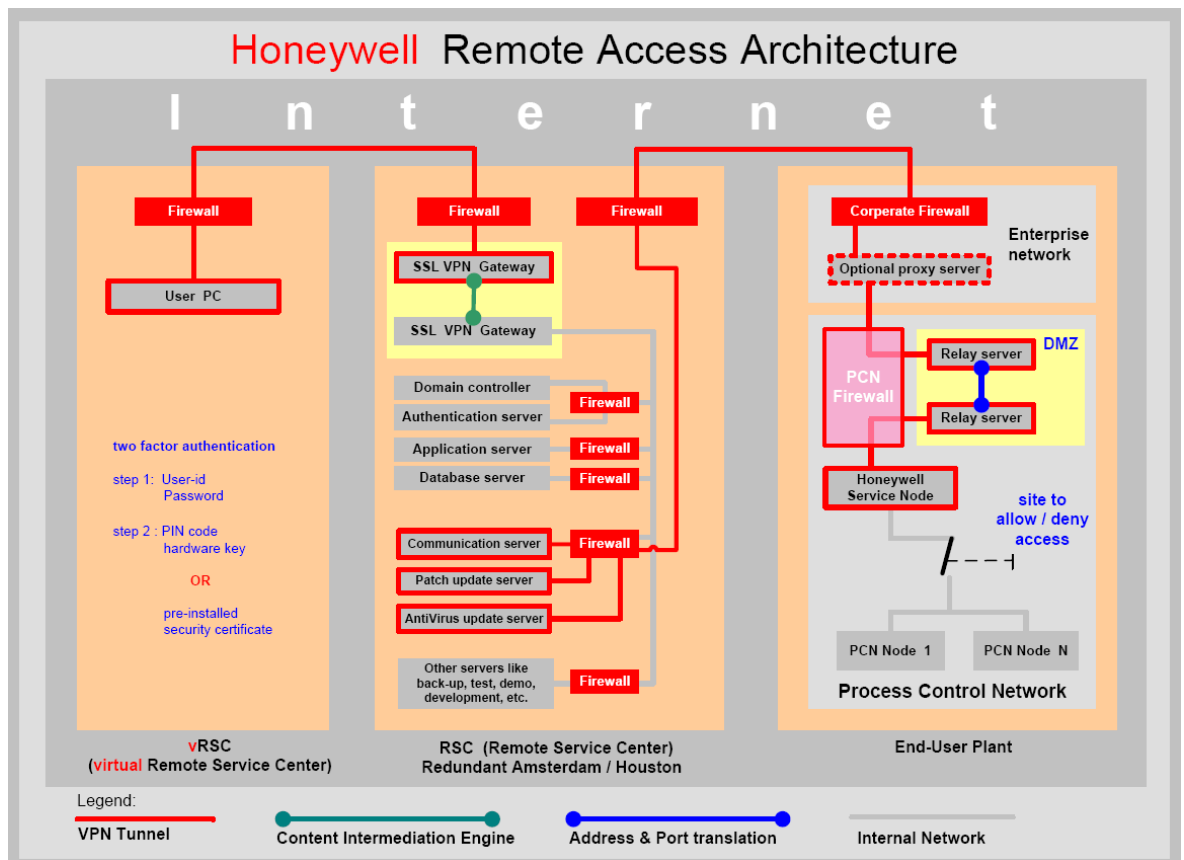 Honeywell Remote Access Architecture
Internet
Firewall
User PC
two factor authentication
step 1: User-id
Password
step 2 : PIN code
hardware key
OR
pre-installed
security certificate
vRSC
(virtual Remote Service Center)
Firewall
Firewall
SSL VPN Gateway
SSL VPN Gateway
Domain controller
Authentication server
Firewall
Application server
Firewall
Database server
Firewall
Communication server
Firewall
Patch update server
AntiVirus update server
Other servers like
back-up, test, demo,
development, etc.
Firewall
RSC (Remote Service Center)
Redundant Amsterdam / Houston
Corperate Firewall
Enterprise
network
Optional proxy server
PCN
Firewall
Relay server
DMZ
Relay server
Honeywell
Service Node
site to
allow / deny
access
PCN Node 1
PCN Node N
Process Control Network
End-User Plant
Legend:
VPN Tunnel
Content Intermediation Engine
Address & Port translation
Internal Network